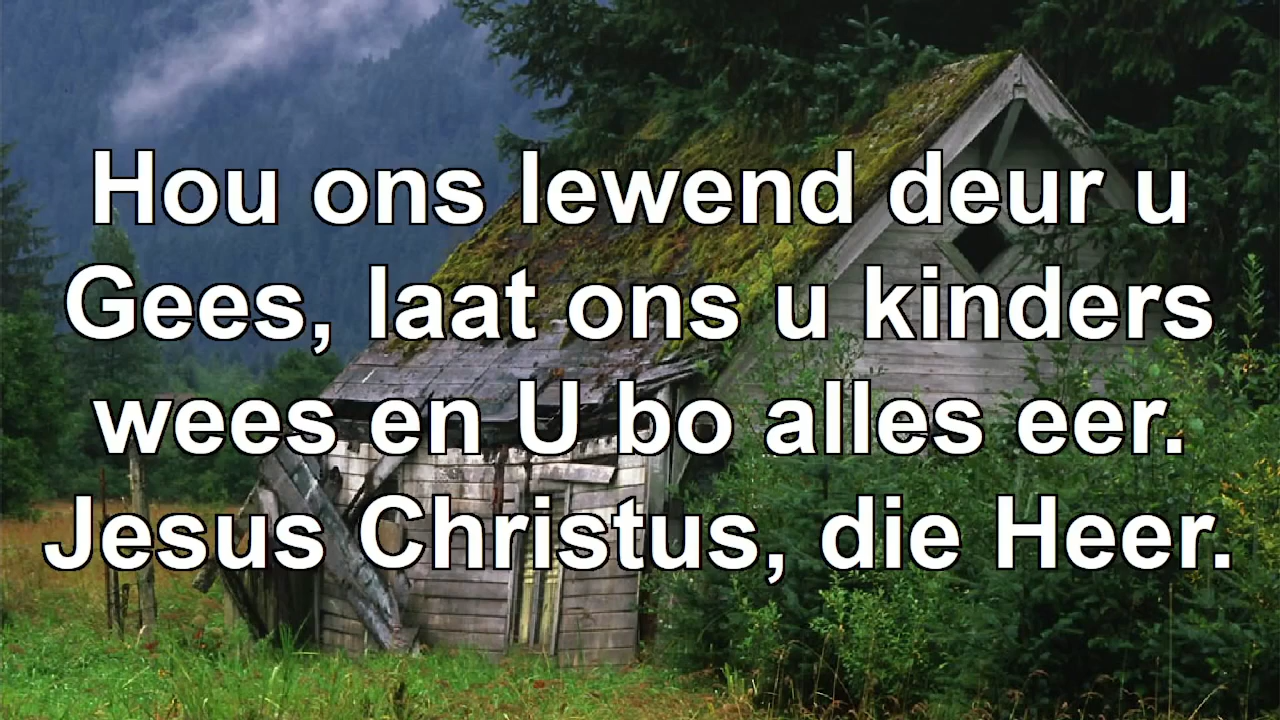 Hou ons lewend deur u
Gees, laat ons u kinders
wees en U bo alles eer.
Jesus Christus, die Heer.